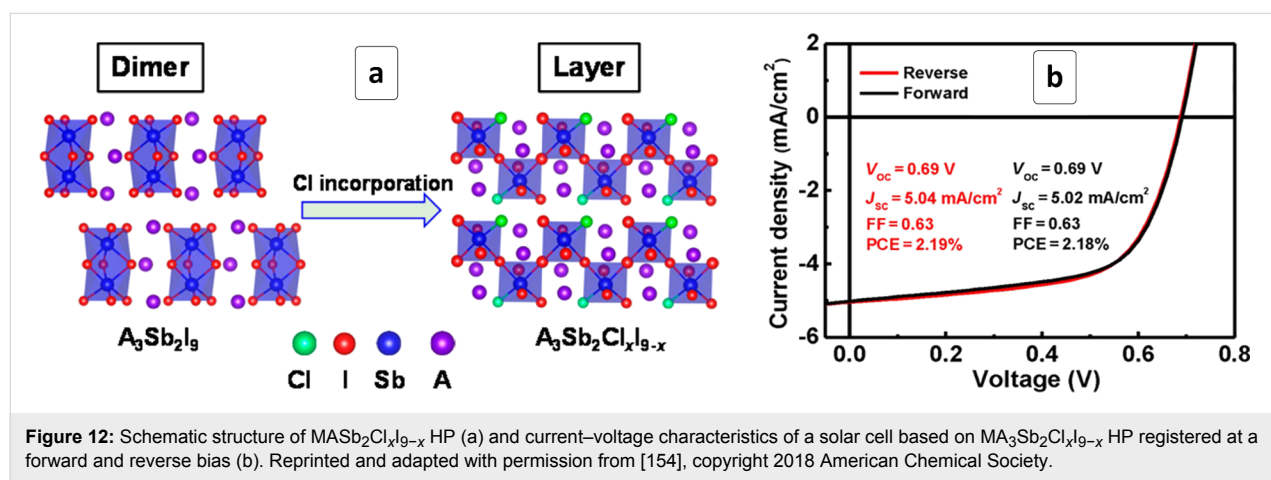 Dimer
a
Layer
Cl incorporation
A₃Sb₂I₉
A₃Sb₂ClₓI₉₋ₓ
Cl I Sb A
b
Reverse
Forward
Current density (mA/cm²)
2
0
-2
-4
-6
V_OC = 0.69 V
J_SC = 5.04 mA/cm²
FF = 0.63
PCE = 2.19%
V_OC = 0.69 V
J_SC = 5.02 mA/cm²
FF = 0.63
PCE = 2.18%
0.0 0.2 0.4 0.6 0.8
Voltage (V)
Figure 12: Schematic structure of MASb₂ClₓI₉₋ₓ HP (a) and current–voltage characteristics of a solar cell based on MA₃Sb₂ClₓI₉₋ₓ HP registered at a
forward and reverse bias (b). Reprinted and adapted with permission from [154], copyright 2018 American Chemical Society.